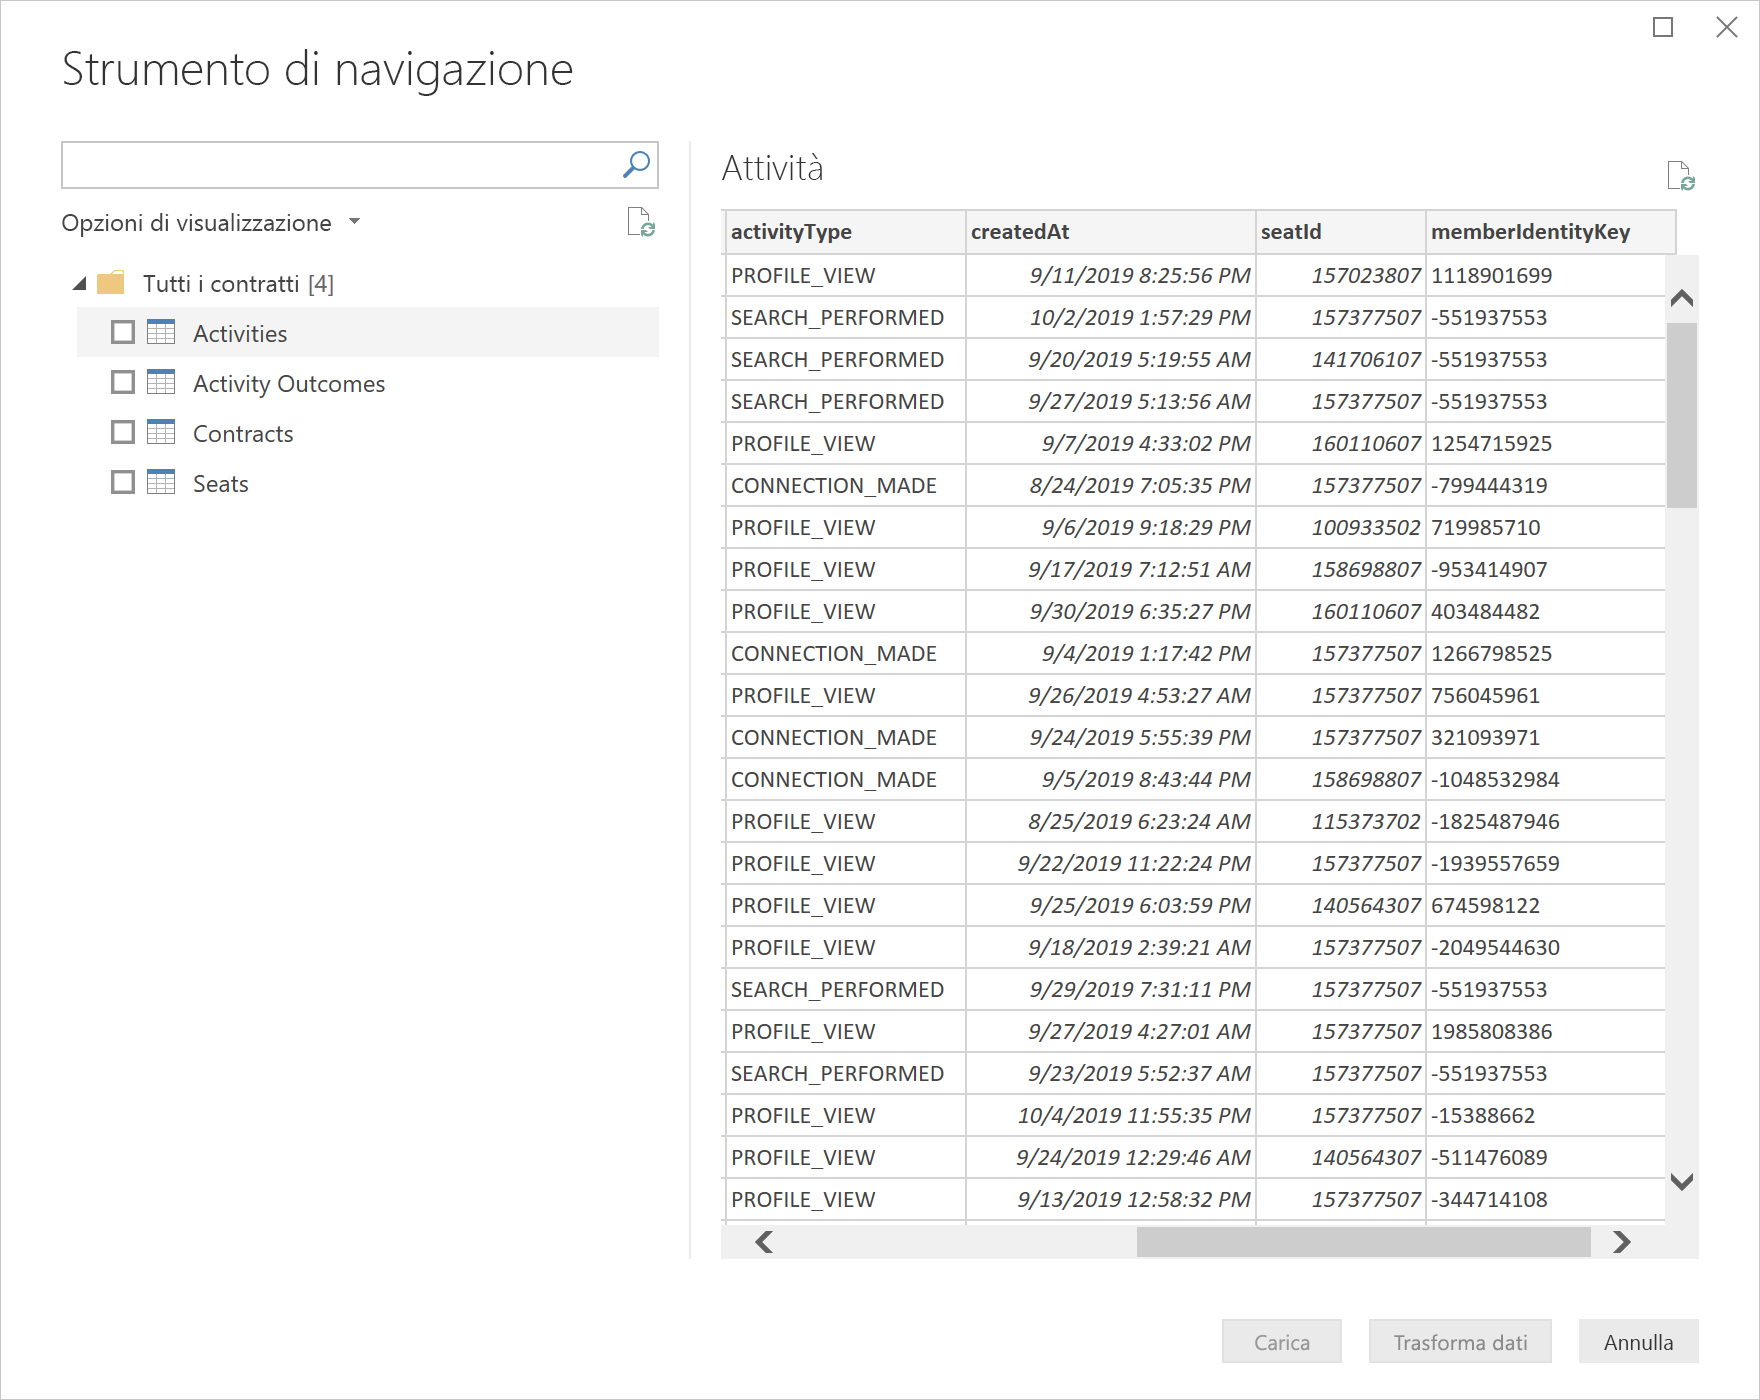 Strumento di navigazione
Opzioni di visualizzazione
Tutti i contratti [4]
Activities
Activity Outcomes
Contracts
Seats
Attività
activityType createdAt seatId memberIdentityKey
PROFILE_VIEW 9/11/2019 8:25:56 PM 157023807 1118901699
SEARCH_PERFORMED 10/2/2019 1:57:29 PM 157377507 -551937553
SEARCH_PERFORMED 9/20/2019 5:19:55 AM 141706107 -551937553
SEARCH_PERFORMED 9/27/2019 5:13:56 AM 157377507 -551937553
PROFILE_VIEW 9/7/2019 4:33:02 PM 160110607 1254715925
CONNECTION_MADE 8/24/2019 7:05:35 PM 157377507 -799444319
PROFILE_VIEW 9/6/2019 9:18:29 PM 100933502 719985710
PROFILE_VIEW 9/17/2019 7:12:51 AM 158698807 -953414907
PROFILE_VIEW 9/30/2019 6:35:27 PM 160110607 403484482
CONNECTION_MADE 9/4/2019 1:17:42 PM 157377507 1266798525
PROFILE_VIEW 9/26/2019 4:53:27 AM 157377507 756045961
CONNECTION_MADE 9/24/2019 5:55:39 PM 157377507 321093971
CONNECTION_MADE 9/5/2019 8:43:44 PM 158698807 -1048532984
PROFILE_VIEW 8/25/2019 6:23:24 AM 115373702 -1825487946
PROFILE_VIEW 9/22/2019 11:22:24 PM 157377507 -1939557659
PROFILE_VIEW 9/25/2019 6:03:59 PM 140564307 674598122
PROFILE_VIEW 9/18/2019 2:39:21 AM 157377507 -2049544630
SEARCH_PERFORMED 9/29/2019 7:31:11 PM 157377507 -551937553
PROFILE_VIEW 9/27/2019 4:27:01 AM 157377507 1985808386
SEARCH_PERFORMED 9/23/2019 5:52:37 AM 157377507 -551937553
PROFILE_VIEW 10/4/2019 11:55:35 PM 157377507 -15388662
PROFILE_VIEW 9/24/2019 12:29:46 AM 140564307 -511476089
PROFILE_VIEW 9/13/2019 12:58:32 PM 157377507 -344714108
Carica Trasforma dati Annulla